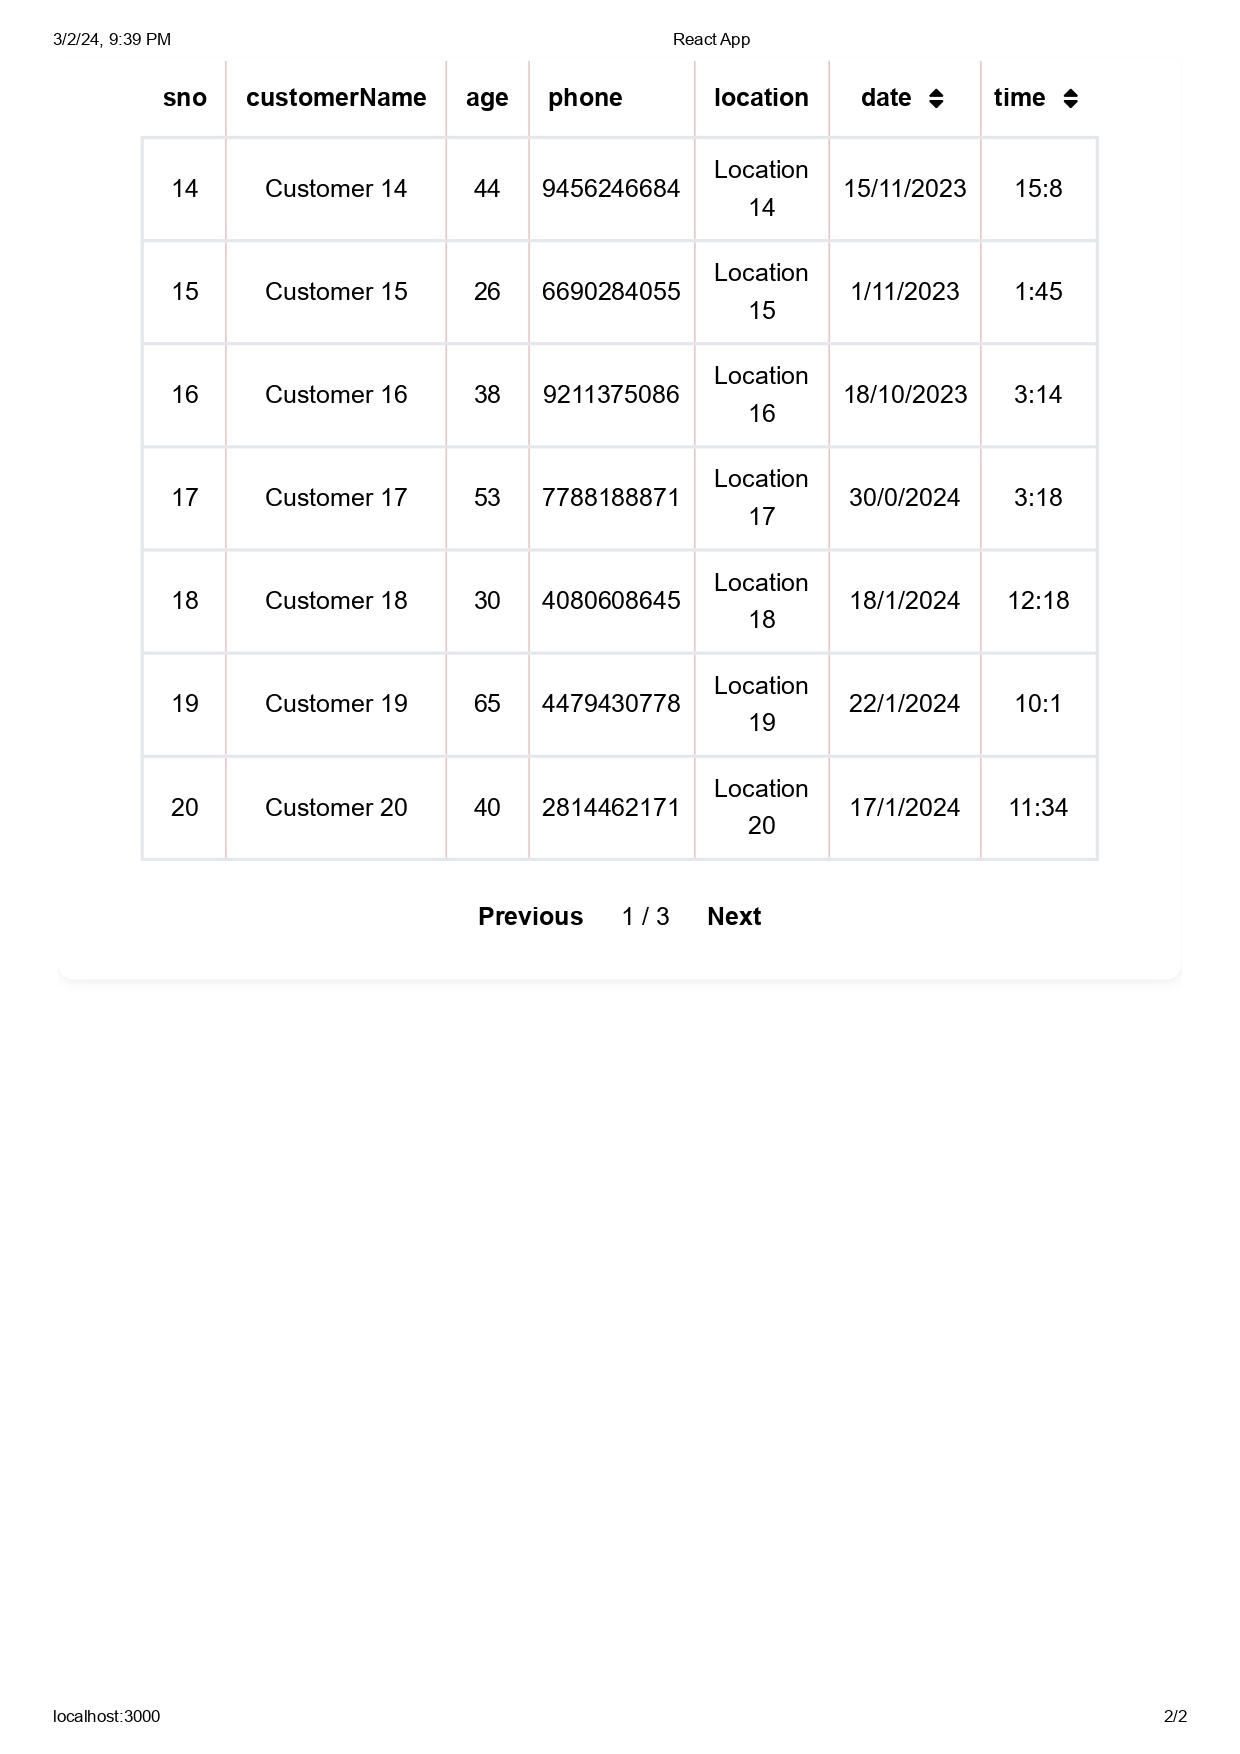 3/2/24, 9:39 PM React App
sno customerName age phone location date time
14 Customer 14 44 9456246684 Location 14 15/11/2023 15:8
15 Customer 15 26 6690284055 Location 15 1/11/2023 1:45
16 Customer 16 38 9211375086 Location 16 18/10/2023 3:14
17 Customer 17 53 7788188871 Location 17 30/0/2024 3:18
18 Customer 18 30 4080608645 Location 18 18/1/2024 12:18
19 Customer 19 65 4479430778 Location 19 22/1/2024 10:1
20 Customer 20 40 2814462171 Location 20 17/1/2024 11:34
Previous 1 / 3 Next
localhost:3000 2/2